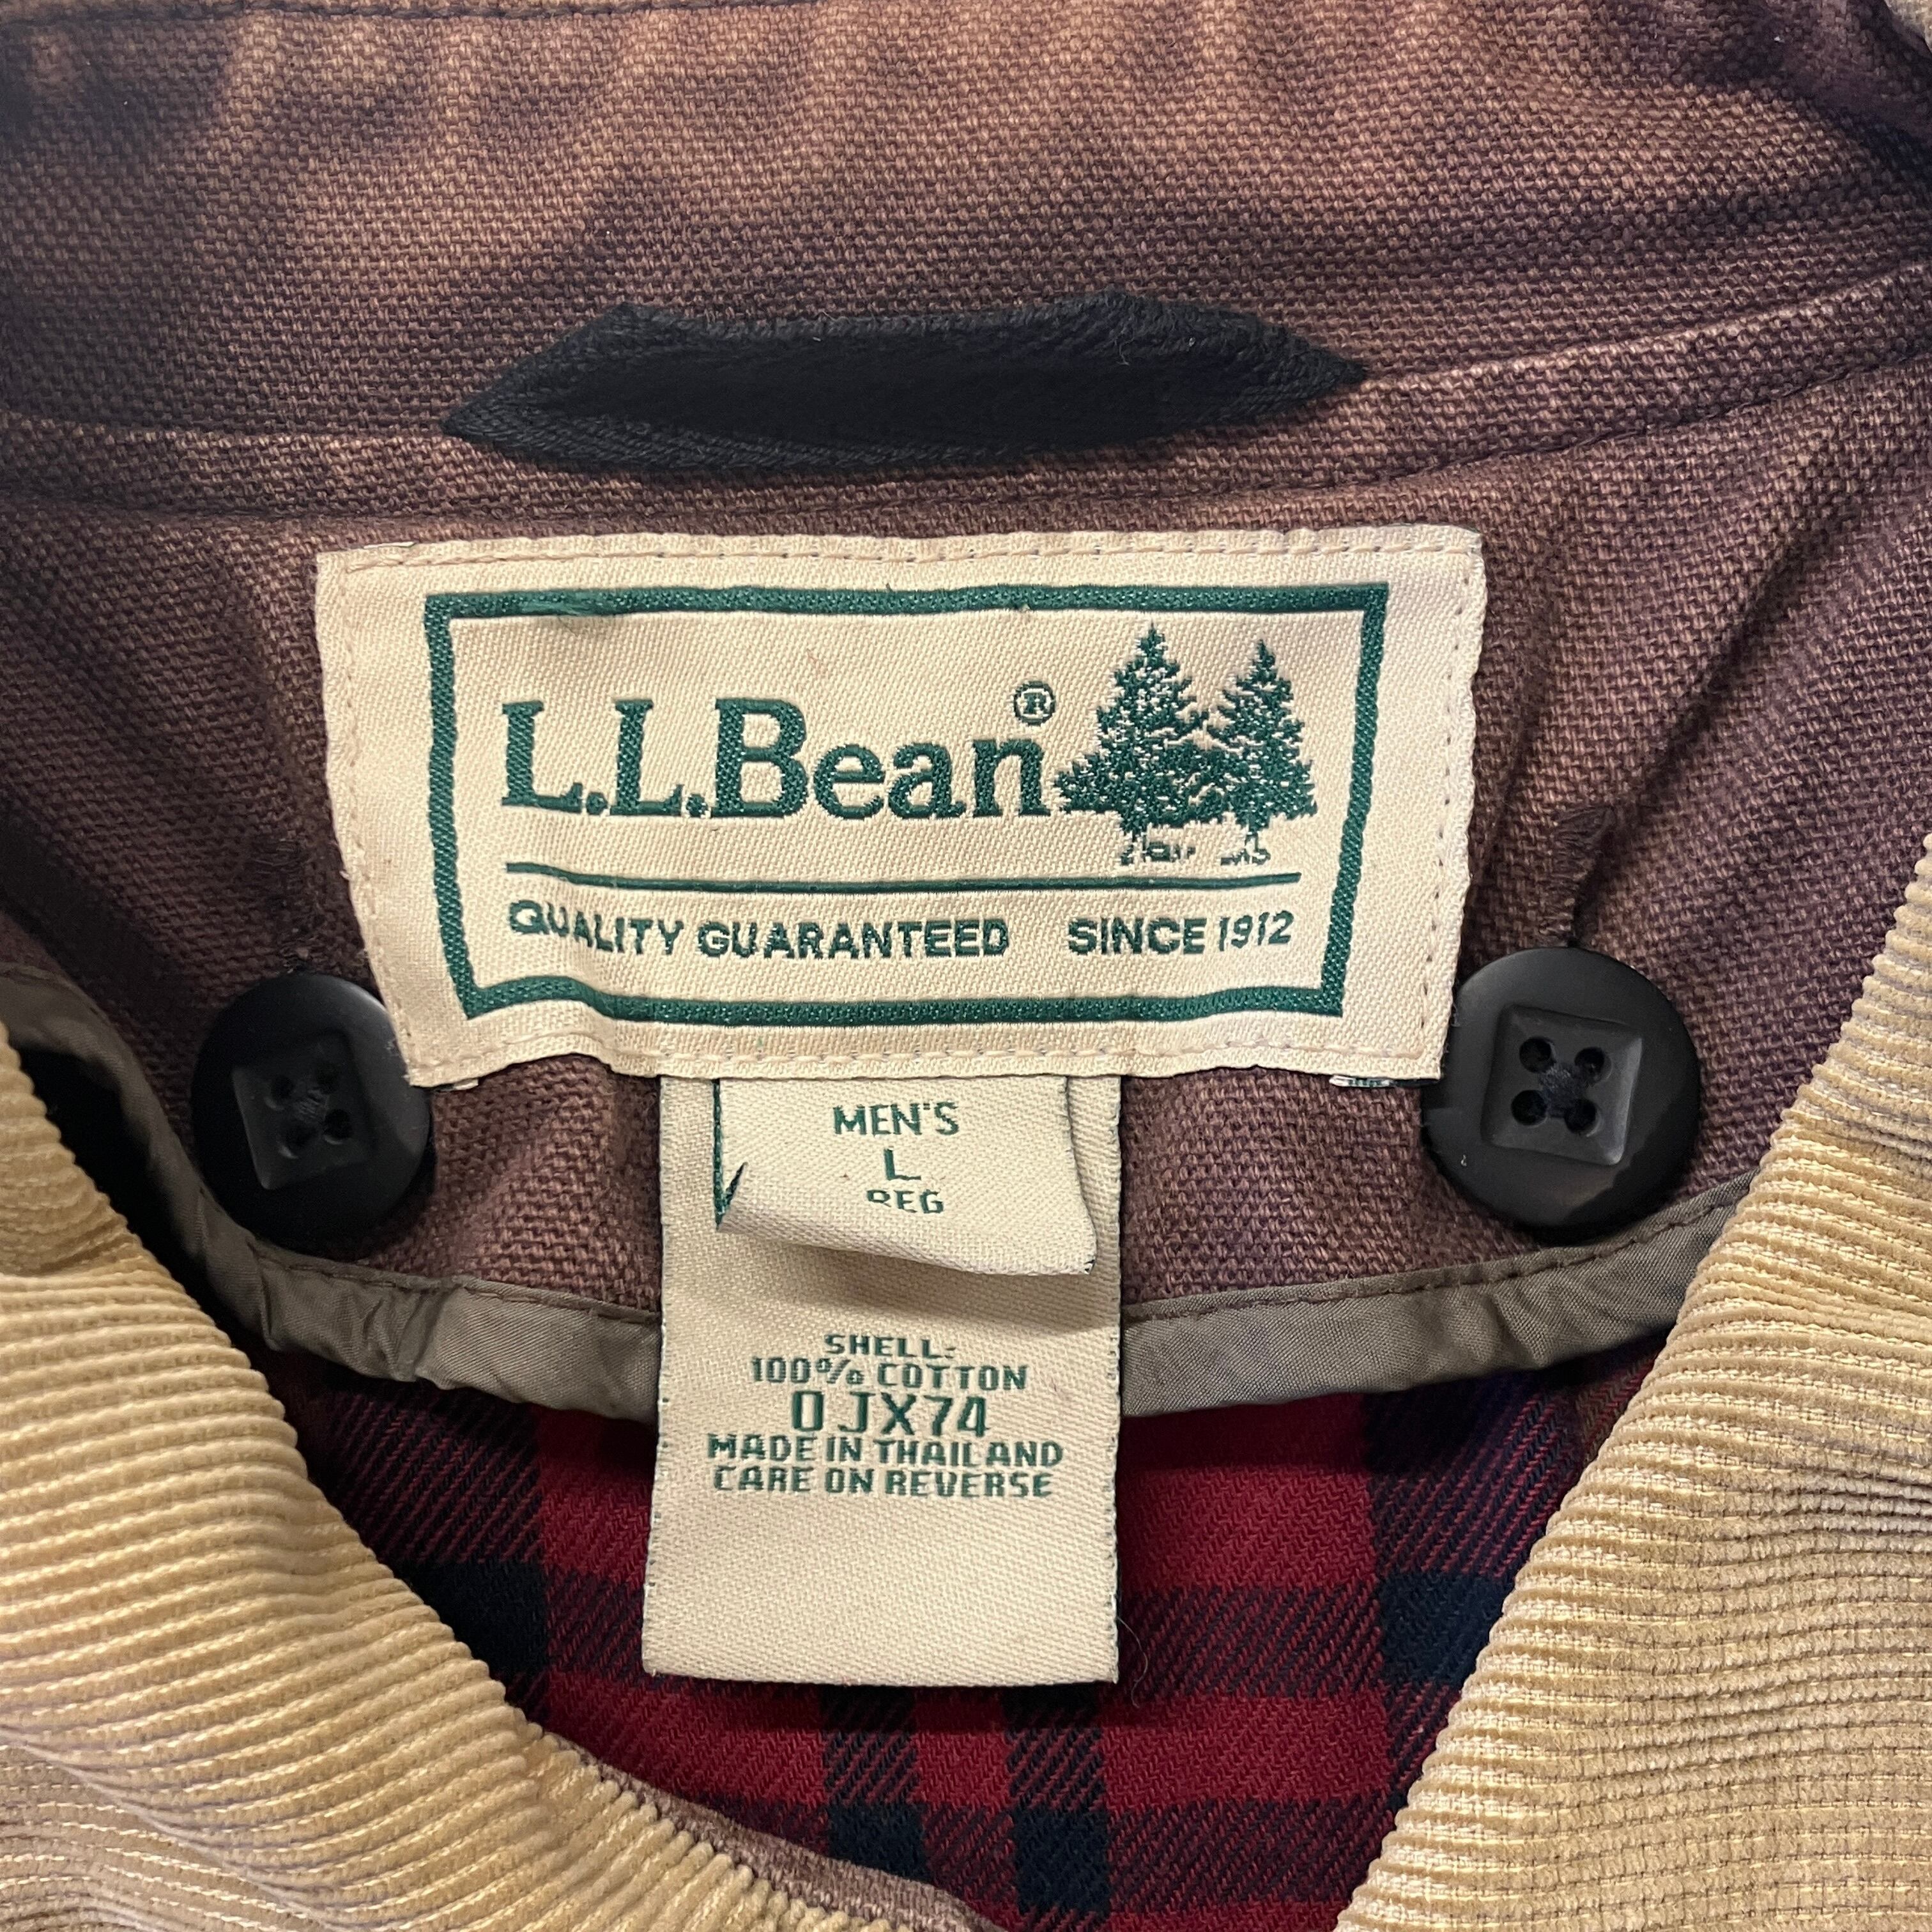 L.L.Bean®
QUALITY GUARANTEED SINCE 1912
MEN'S
L
REG
SHELL:
100% COTTON
0JX74
MADE IN THAILAND
CARE ON REVERSE